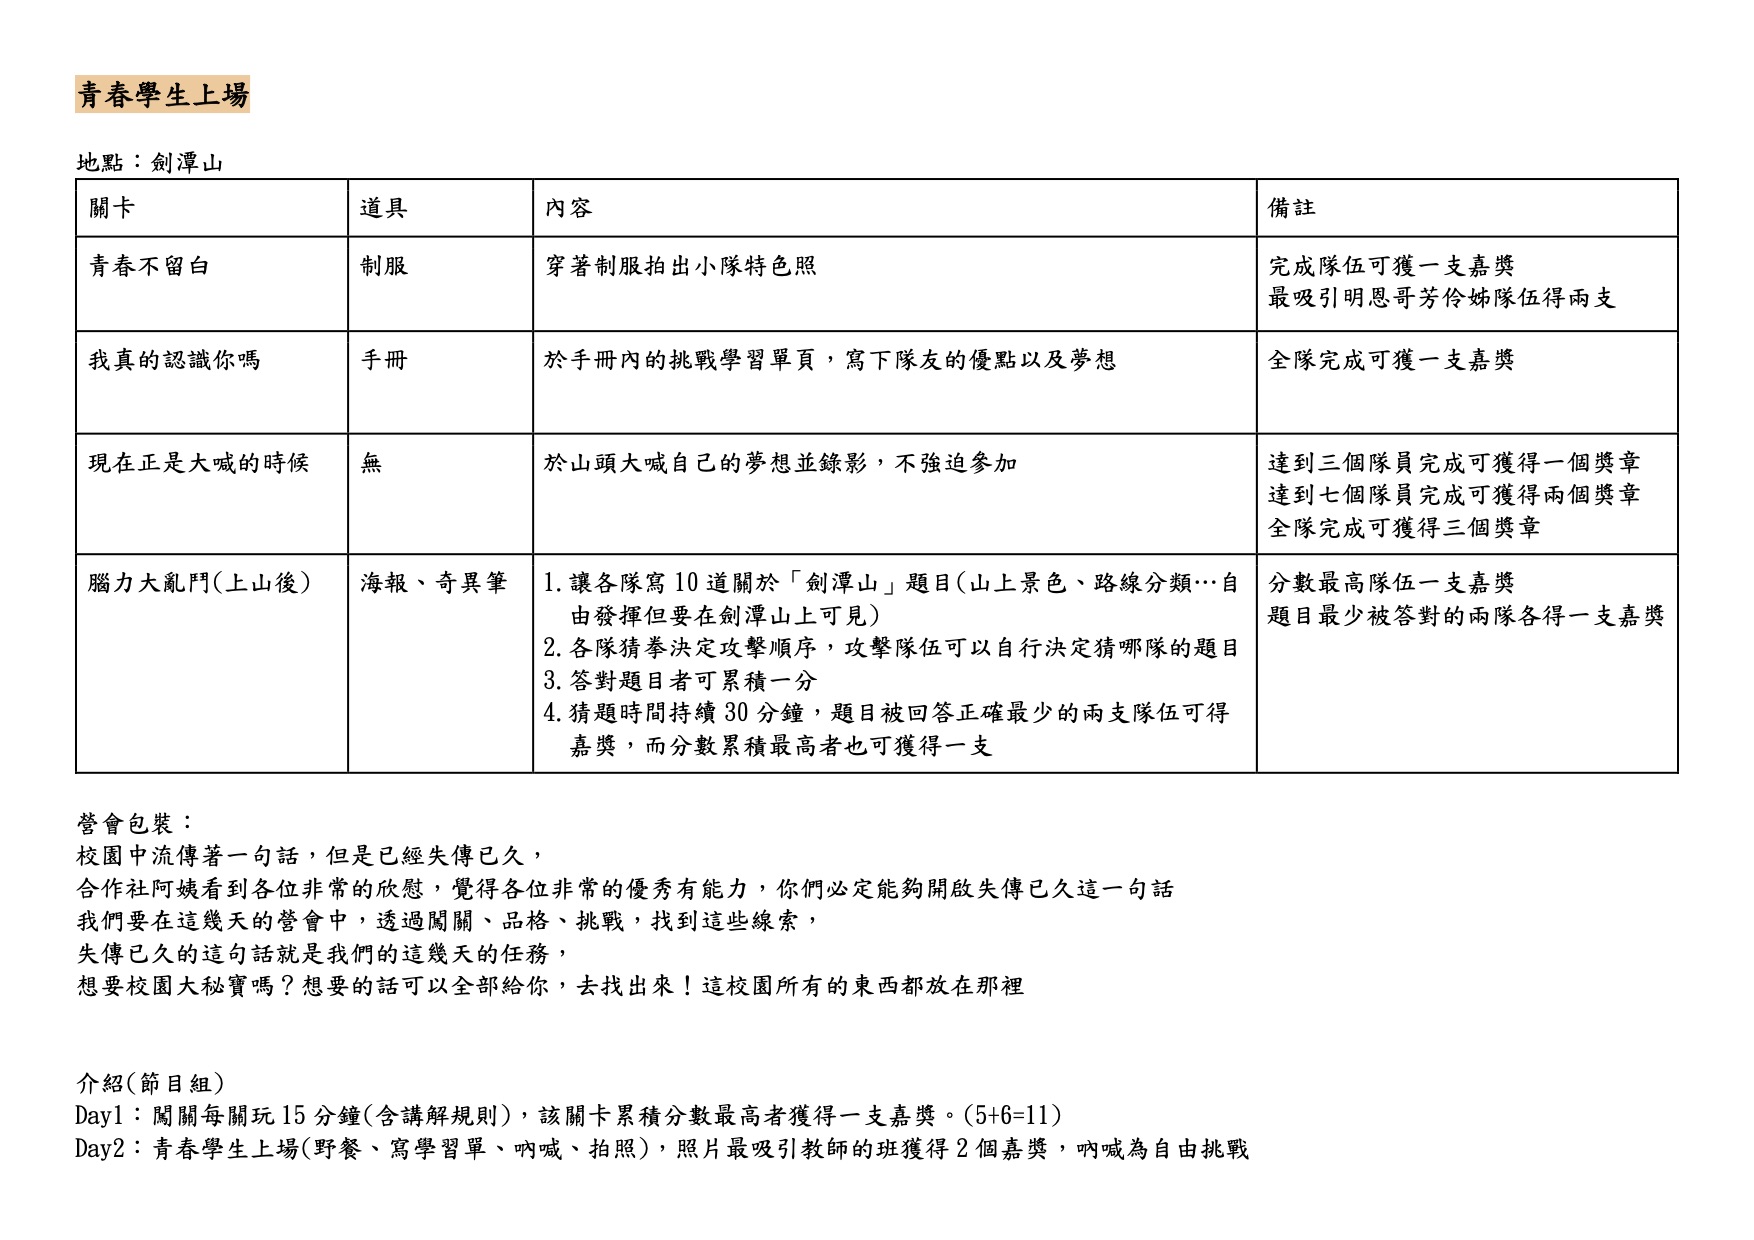 青春學生上場
地點：劍潭山
關卡 道具 內容 備註
青春不留白 制服 穿著制服拍出小隊特色照 完成隊伍可獲一支嘉獎
最吸引明恩哥芳伶姊隊伍得兩支
我真的認識你嗎 手冊 於手冊內的挑戰學習單頁，寫下隊友的優點以及夢想 全隊完成可獲一支嘉獎
現在正是大喊的時候 無 於山頭大喊自己的夢想並錄影，不強迫參加 達到三個隊員完成可獲得一個獎章
達到七個隊員完成可獲得兩個獎章
全隊完成可獲得三個獎章
腦力大亂鬥(上山後) 海報、奇異筆 1. 讓各隊寫 10 道關於「劍潭山」題目(山上景色、路線分類…自 分數最高隊伍一支嘉獎
由發揮但要在劍潭山上可見) 題目最少被答對的兩隊各得一支嘉獎
2. 各隊猜拳決定攻擊順序，攻擊隊伍可以自行決定猜哪隊的題目
3. 答對題目者可累積一分
4. 猜題時間持續 30 分鐘，題目被回答正確最少的兩支隊伍可得
嘉獎，而分數累積最高者也可獲得一支
營會包裝：
校園中流傳著一句話，但是已經失傳已久，
合作社阿姨看到各位非常的欣慰，覺得各位非常的優秀有能力，你們必定能夠開啟失傳已久這一句話
我們要在這幾天的營會中，透過闖關、品格、挑戰，找到這些線索，
失傳已久的這句話就是我們的這幾天的任務，
想要校園大秘寶嗎？想要的話可以全部給你，去找出來！這校園所有的東西都放在那裡
介紹(節目組)
Day1：闖關每關玩 15 分鐘(含講解規則)，該關卡累積分數最高者獲得一支嘉獎。(5+6=11)
Day2：青春學生上場(野餐、寫學習單、吶喊、拍照)，照片最吸引教師的班獲得 2 個嘉獎，吶喊為自由挑戰